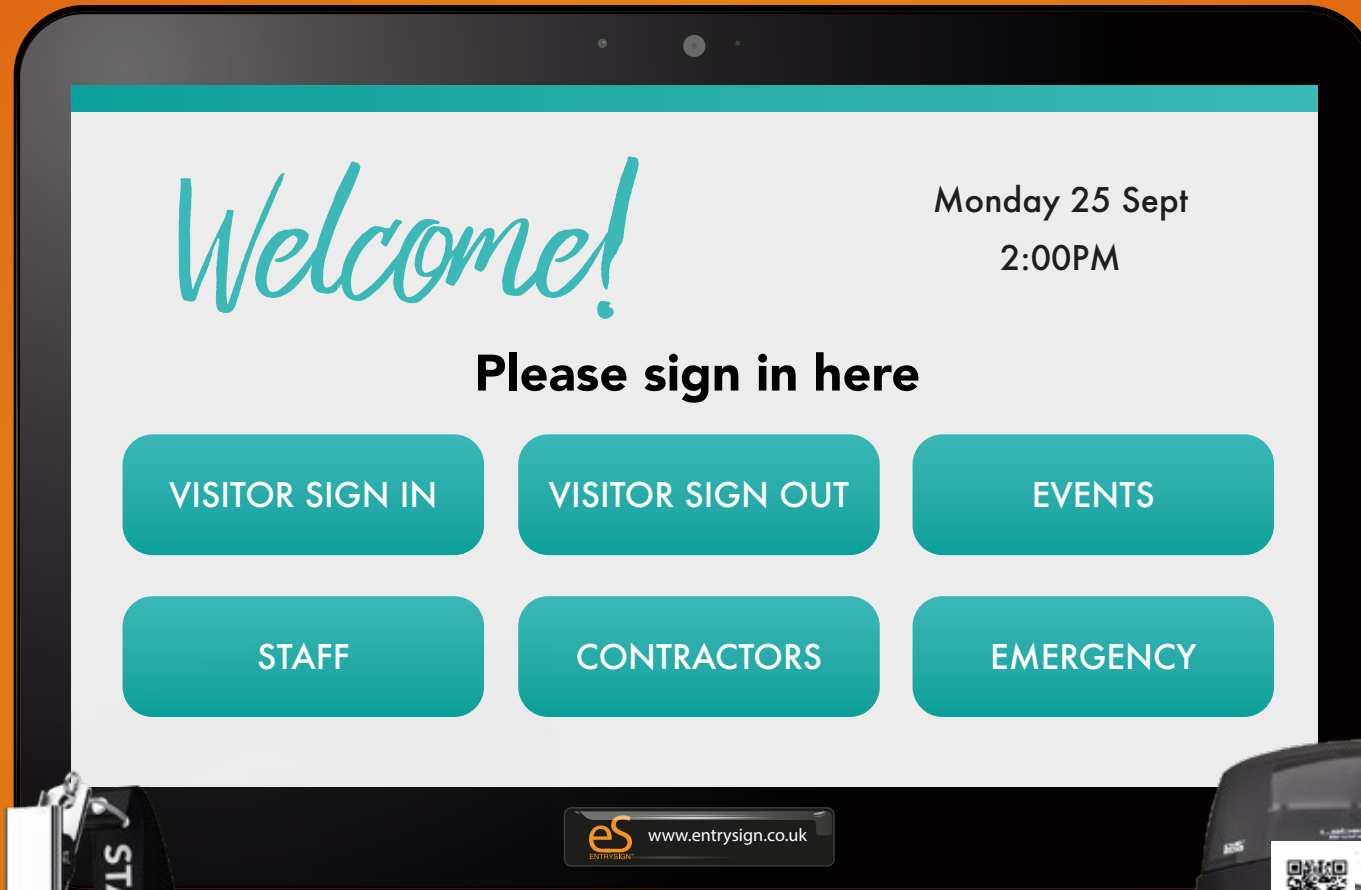 Welcome!
Monday 25 Sept
2:00PM
Please sign in here
VISITOR SIGN IN
VISITOR SIGN OUT
EVENTS
STAFF
CONTRACTORS
EMERGENCY
eS
ENTRYSIGN
www.entrysign.co.uk
STA